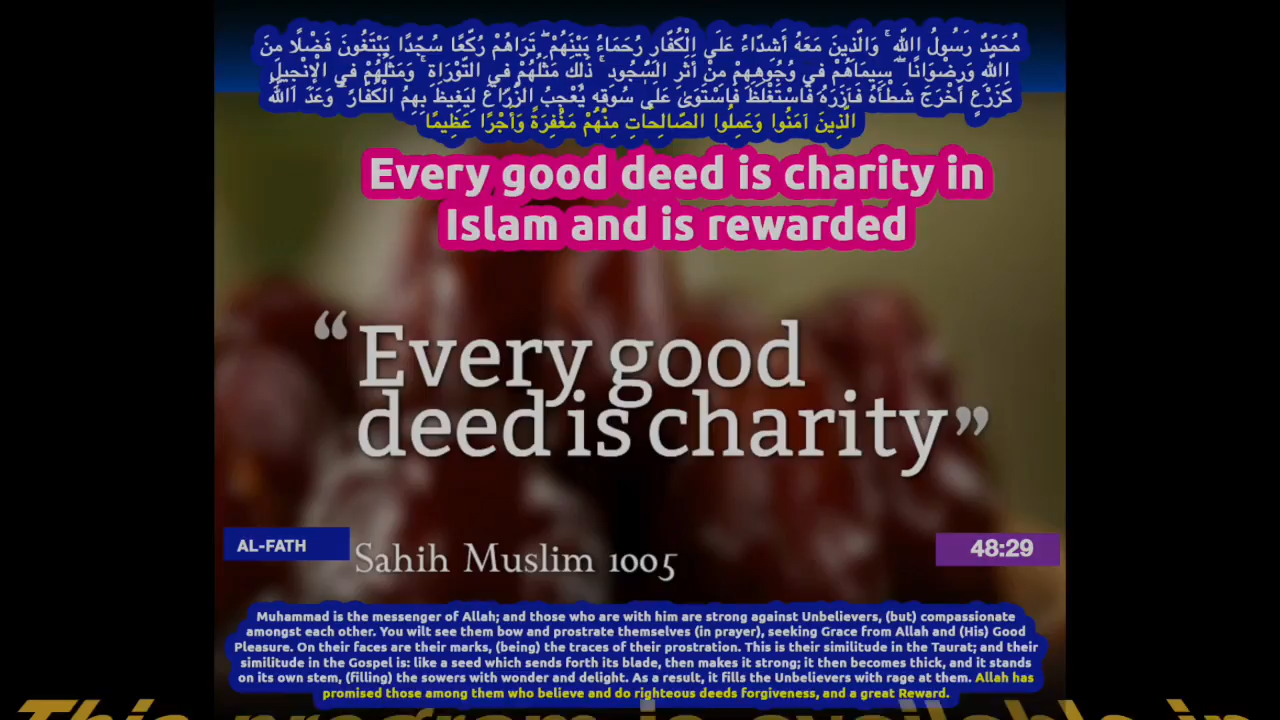 مُحَمَّدٌ رَسُولُ اللَّهِ ۚ وَالَّذِينَ مَعَهُ أَشِدَّاءُ عَلَى الْكُفَّارِ رُحَمَاءُ بَيْنَهُمْ ۖ تَرَاهُمْ رُكَّعًا سُجَّدًا يَبْتَغُونَ فَضْلًا مِنَ
اللَّهِ وَرِضْوَانًا ۖ سِيمَاهُمْ فِي وُجُوهِهِمْ مِنْ أَثَرِ السُّجُودِ ۚ ذَٰلِكَ مَثَلُهُمْ فِي التَّوْرَاةِ ۚ وَمَثَلُهُمْ فِي الْإِنْجِيلِ
كَزَرْعٍ أَخْرَجَ شَطْأَهُ فَآزَرَهُ فَاسْتَغْلَظَ فَاسْتَوَىٰ عَلَىٰ سُوقِهِ يُعْجِبُ الزُّرَّاعَ لِيَغِيظَ بِهِمُ الْكُفَّارَ ۗ وَعَدَ اللَّهُ
الَّذِينَ آمَنُوا وَعَمِلُوا الصَّالِحَاتِ مِنْهُمْ مَغْفِرَةً وَأَجْرًا عَظِيمًا
Every good deed is charity in
Islam and is rewarded
“Every good
deed is charity”
AL-FATH
Sahih Muslim 1005
48:29
Muhammad is the messenger of Allah; and those who are with him are strong against Unbelievers, (but) compassionate
amongst each other. You wilt see them bow and prostrate themselves (in prayer), seeking Grace from Allah and (His) Good
Pleasure. On their faces are their marks, (being) the traces of their prostration. This is their similitude in the Taurat; and their
similitude in the Gospel is: like a seed which sends forth its blade, then makes it strong; it then becomes thick, and it stands
on its own stem, (filling) the sowers with wonder and delight. As a result, it fills the Unbelievers with rage at them. Allah has
promised those among them who believe and do righteous deeds forgiveness, and a great Reward.
This program is available in